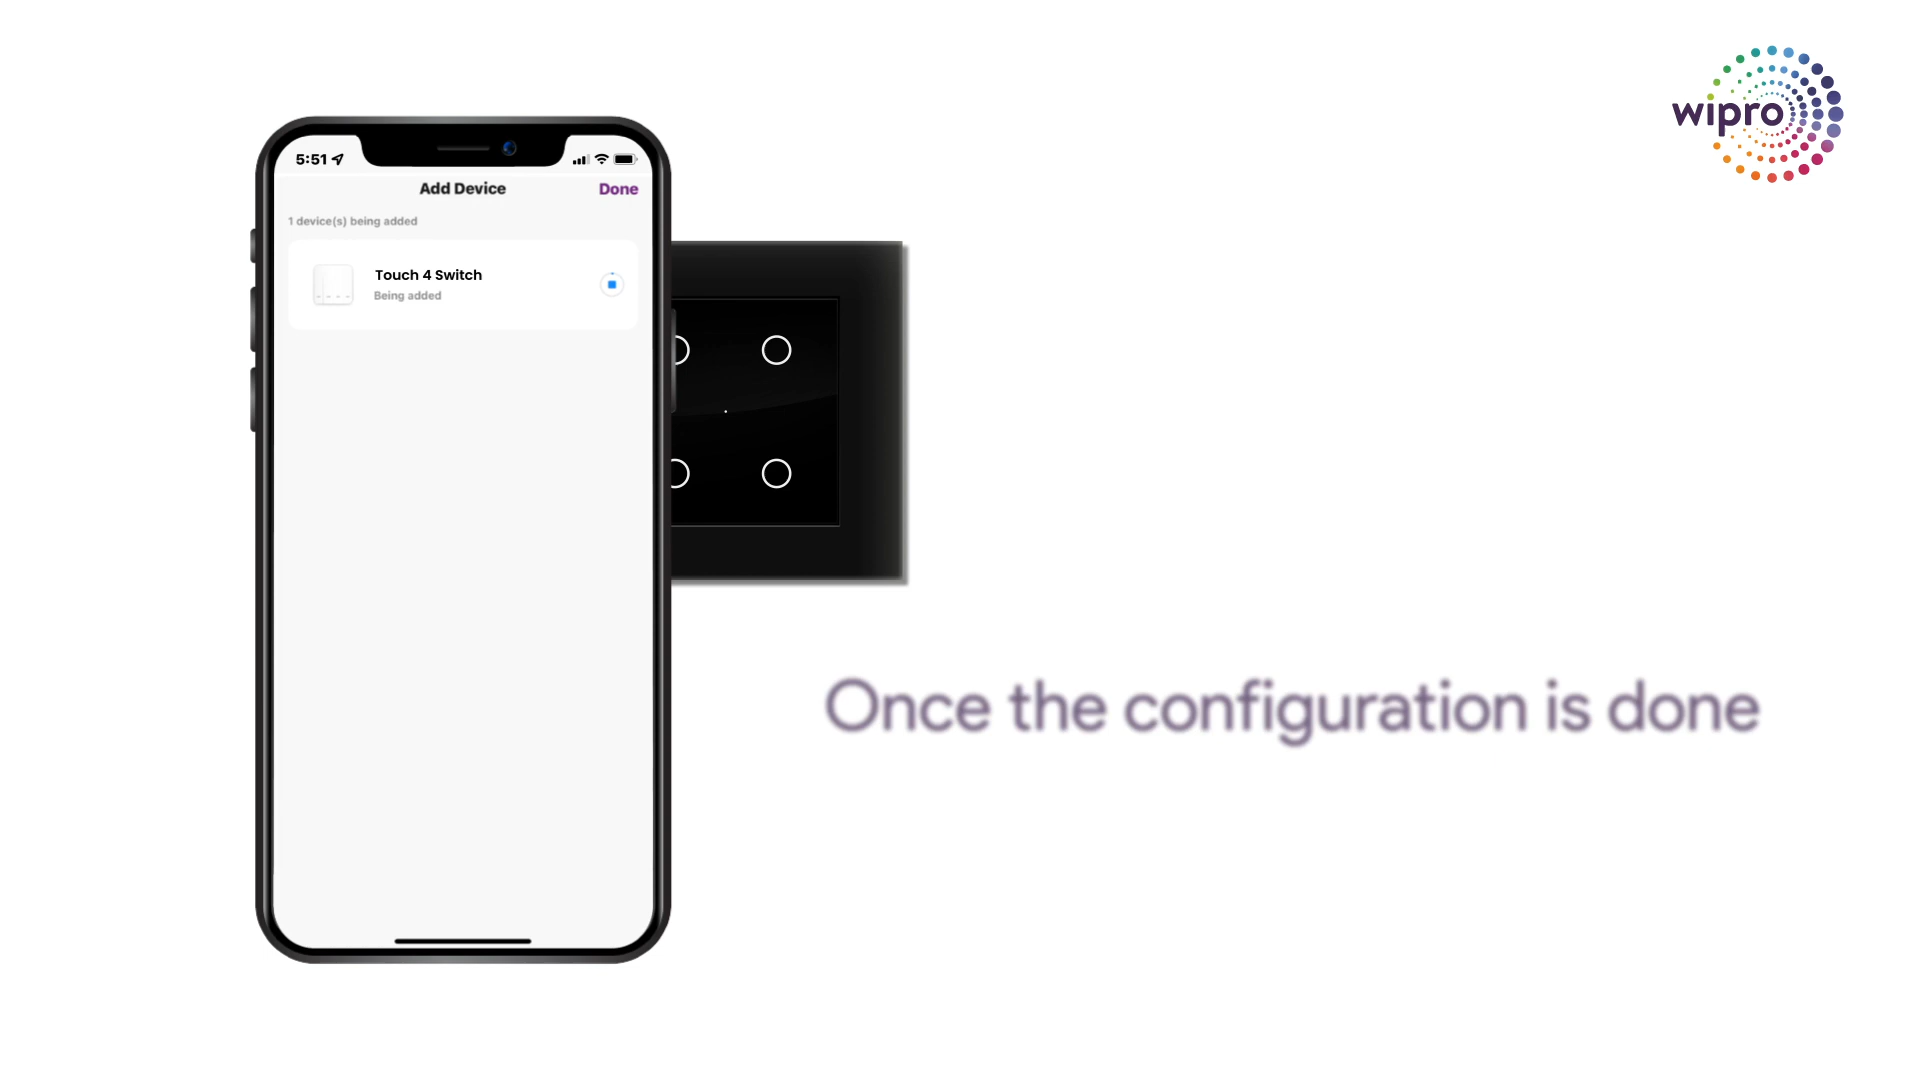 wipro
5:51
Add Device
Done
1 device(s) being added
Touch 4 Switch
Being added
Once the configuration is done